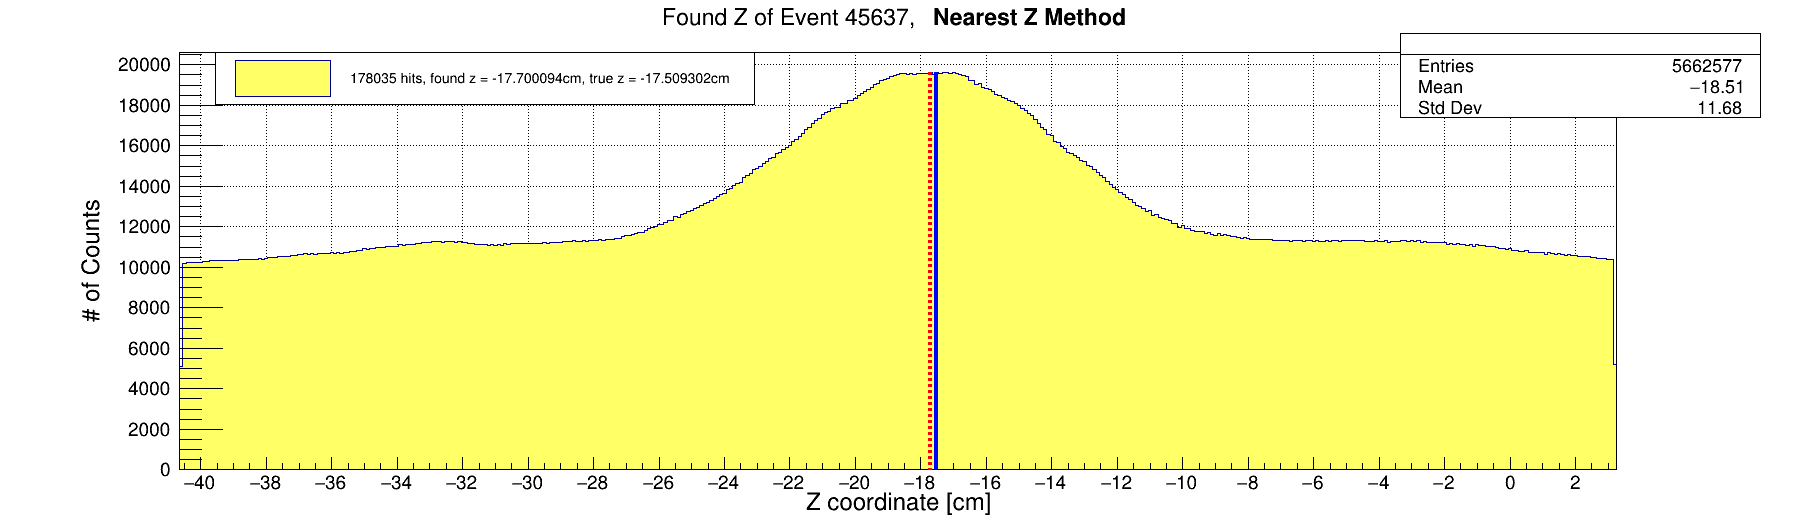 Found Z of Event 45637, Nearest Z Method
178035 hits, found z = -17.700094cm, true z = -17.509302cm
Entries 5662577
Mean −18.51
Std Dev 11.68
# of Counts
20000
18000
16000
14000
12000
10000
8000
6000
4000
2000
0
−40 −38 −36 −34 −32 −30 −28 −26 −24 −22 −20 −18 −16 −14 −12 −10 −8 −6 −4 −2 0 2
Z coordinate [cm]